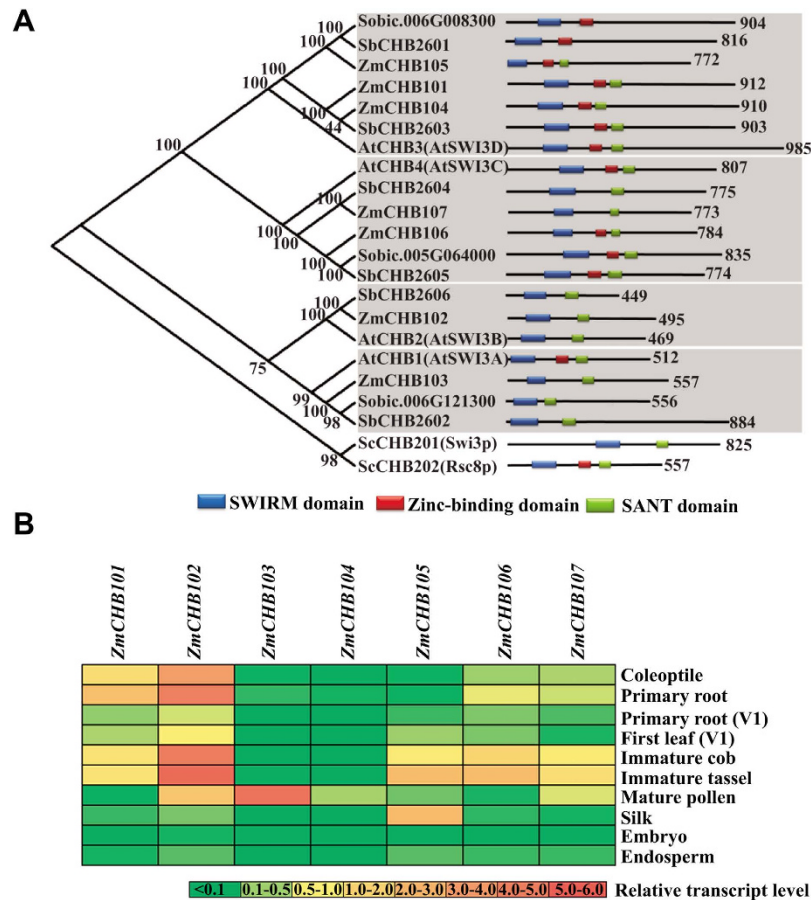 A
Sobic.006G008300 904
SbCHB2601 816
ZmCHB105 772
ZmCHB101 912
ZmCHB104 910
SbCHB2603 903
AtCHB3(AtSWI3D) 985
AtCHB4(AtSWI3C) 807
SbCHB2604 775
ZmCHB107 773
ZmCHB106 784
Sobic.005G064000 835
SbCHB2605 774
SbCHB2606 449
ZmCHB102 495
AtCHB2(AtSWI3B) 469
AtCHB1(AtSWI3A) 512
ZmCHB103 557
Sobic.006G121300 556
SbCHB2602 884
ScCHB201(Swi3p) 825
ScCHB202(Rsc8p) 557
100
100
100
100
100
44
100
100
100
100
100
100
100
100
100
75
99
100
98
98
SWIRM domain Zinc-binding domain SANT domain
B
ZmCHB101 ZmCHB102 ZmCHB103 ZmCHB104 ZmCHB105 ZmCHB106 ZmCHB107
Coleoptile
Primary root
Primary root (V1)
First leaf (V1)
Immature cob
Immature tassel
Mature pollen
Silk
Embryo
Endosperm
<0.1 0.1-0.5 0.5-1.0 1.0-2.0 2.0-3.0 3.0-4.0 4.0-5.0 5.0-6.0 Relative transcript level